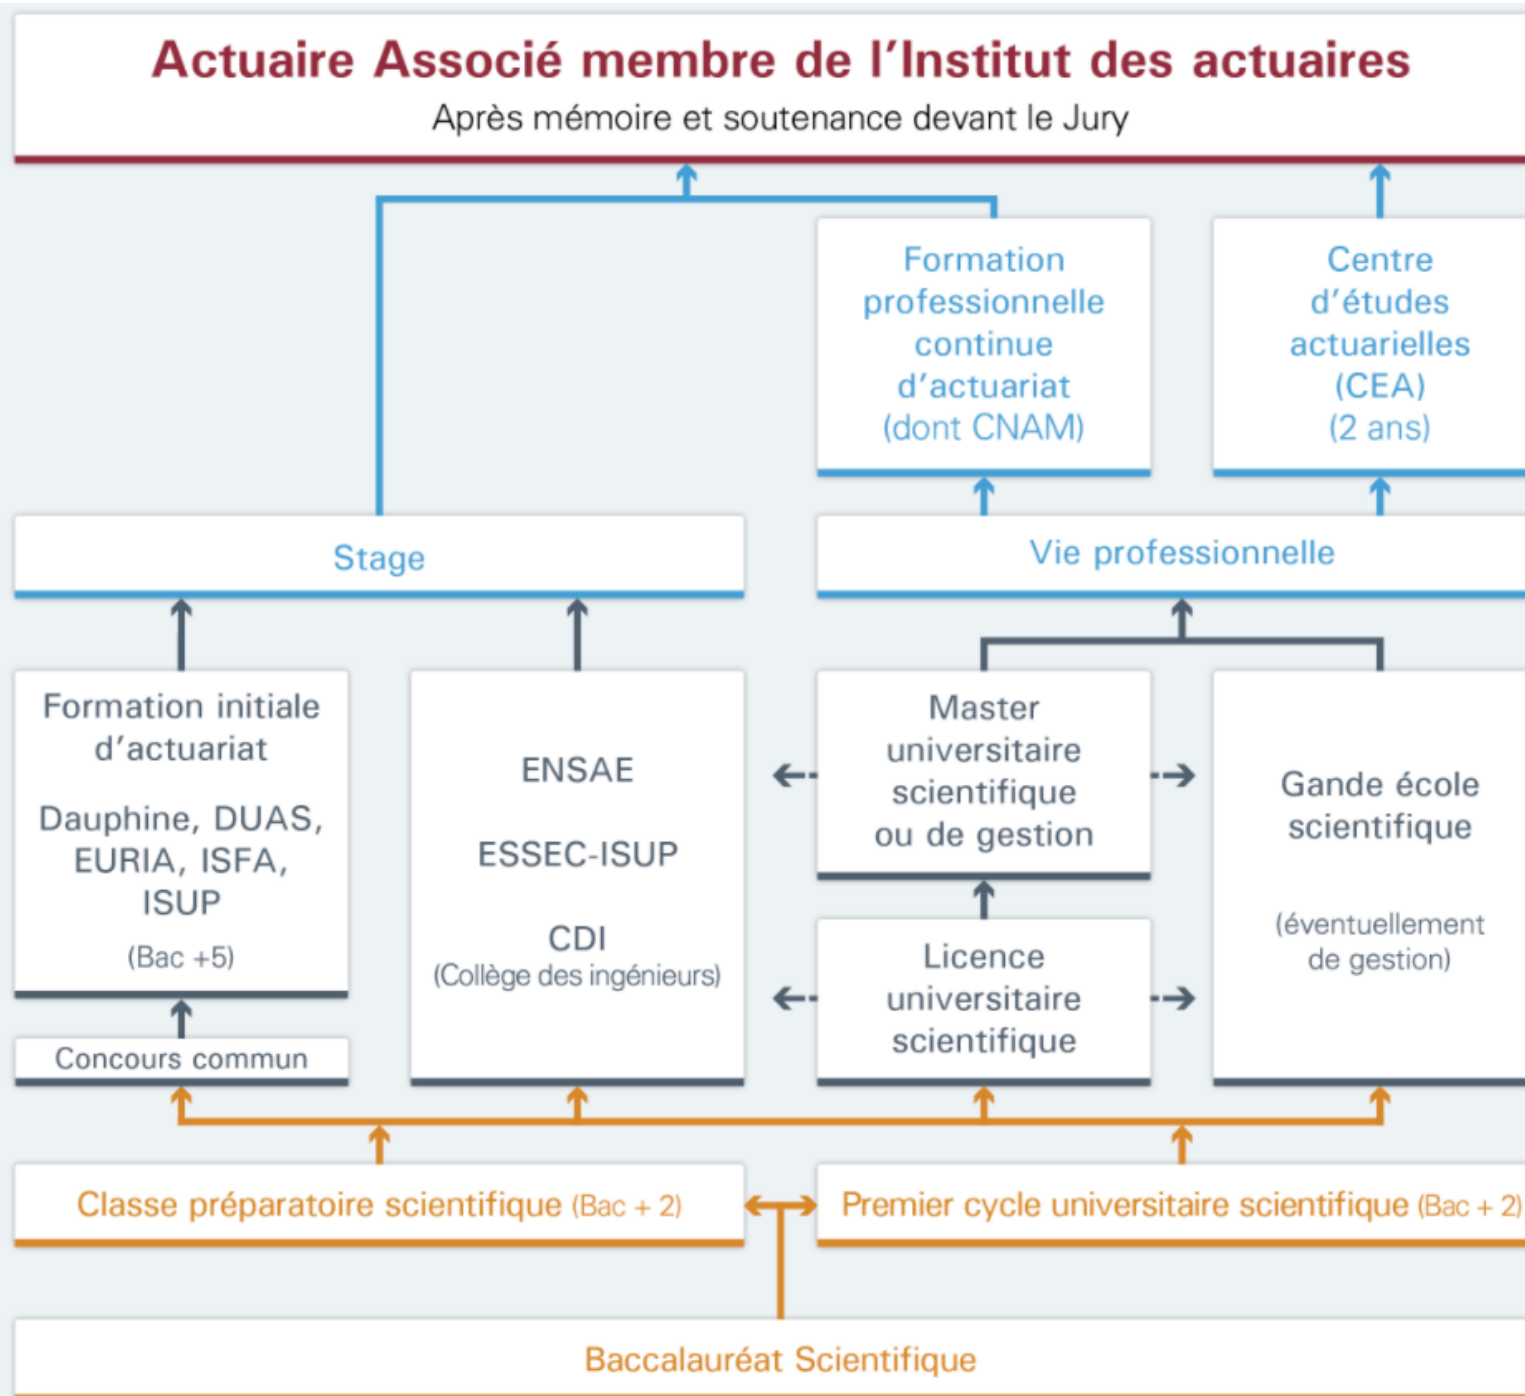 Actuaire Associé membre de l'Institut des actuaires
Après mémoire et soutenance devant le Jury
Formation
professionnelle
continue
d'actuariat
(dont CNAM)
Centre
d'études
actuarielles
(CEA)
(2 ans)
Stage
Vie professionnelle
Formation initiale
d'actuariat
Dauphine, DUAS,
EURIA, ISFA,
ISUP
(Bac +5)
Concours commun
ENSAE
ESSEC-ISUP
CDI
(Collège des ingénieurs)
Master
universitaire
scientifique
ou de gestion
Licence
universitaire
scientifique
Gande école
scientifique
(éventuellement
de gestion)
Classe préparatoire scientifique (Bac + 2)
Premier cycle universitaire scientifique (Bac + 2)
Baccalauréat Scientifique